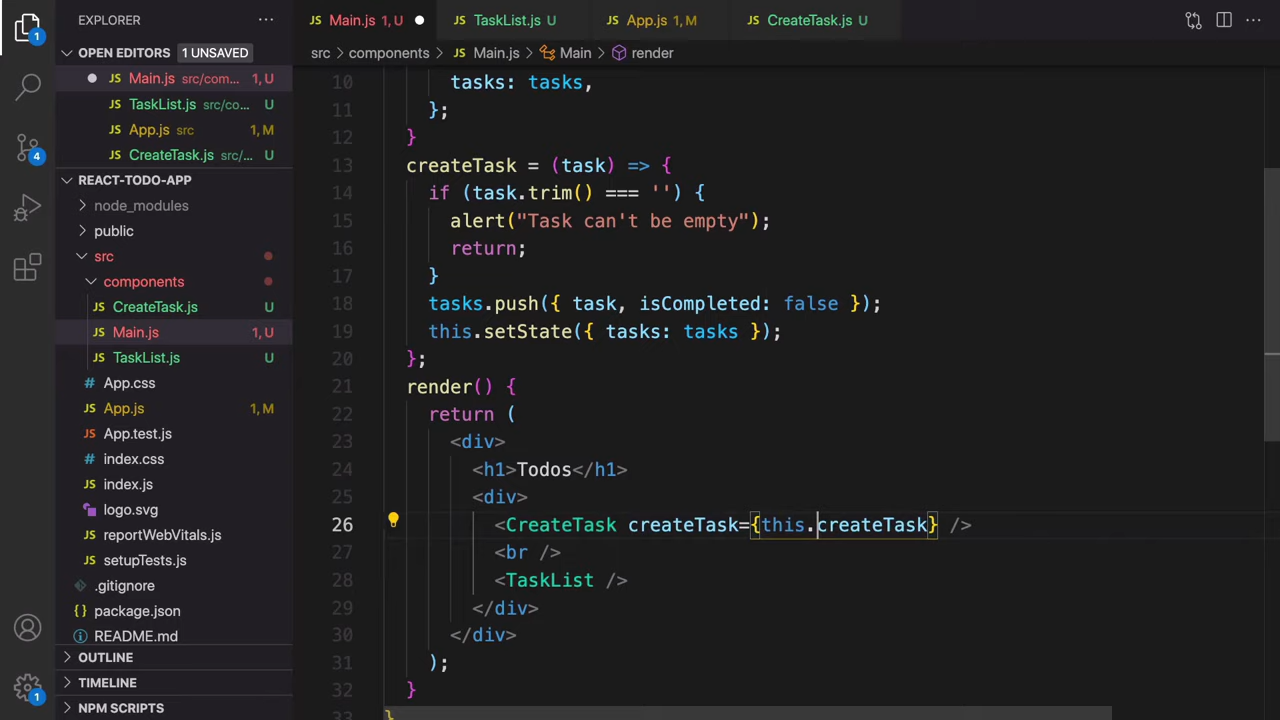 EXPLORER
Main.js 1, U
TaskList.js U
App.js 1, M
CreateTask.js U
OPEN EDITORS 1 UNSAVED
src components Main.js Main render
Main.js src/com... 1, U
TaskList.js src/co... U
App.js src 1, M
CreateTask.js src/... U
REACT-TODO-APP
node_modules
public
src
components
CreateTask.js U
Main.js 1, U
TaskList.js U
App.css
App.js 1, M
App.test.js
index.css
index.js
logo.svg
reportWebVitals.js
setupTests.js
.gitignore
package.json
README.md
OUTLINE
TIMELINE
NPM SCRIPTS
1
4
1
10 tasks: tasks,
11 };
12 }
13 createTask = (task) => {
14 if (task.trim() === '') {
15 alert("Task can't be empty");
16 return;
17 }
18 tasks.push({ task, isCompleted: false });
19 this.setState({ tasks: tasks });
20 };
21 render() {
22 return (
23 <div>
24 <h1>Todos</h1>
25 <div>
26 <CreateTask createTask={this.createTask} />
27 <br />
28 <TaskList />
29 </div>
30 </div>
31 );
32 }
33 }